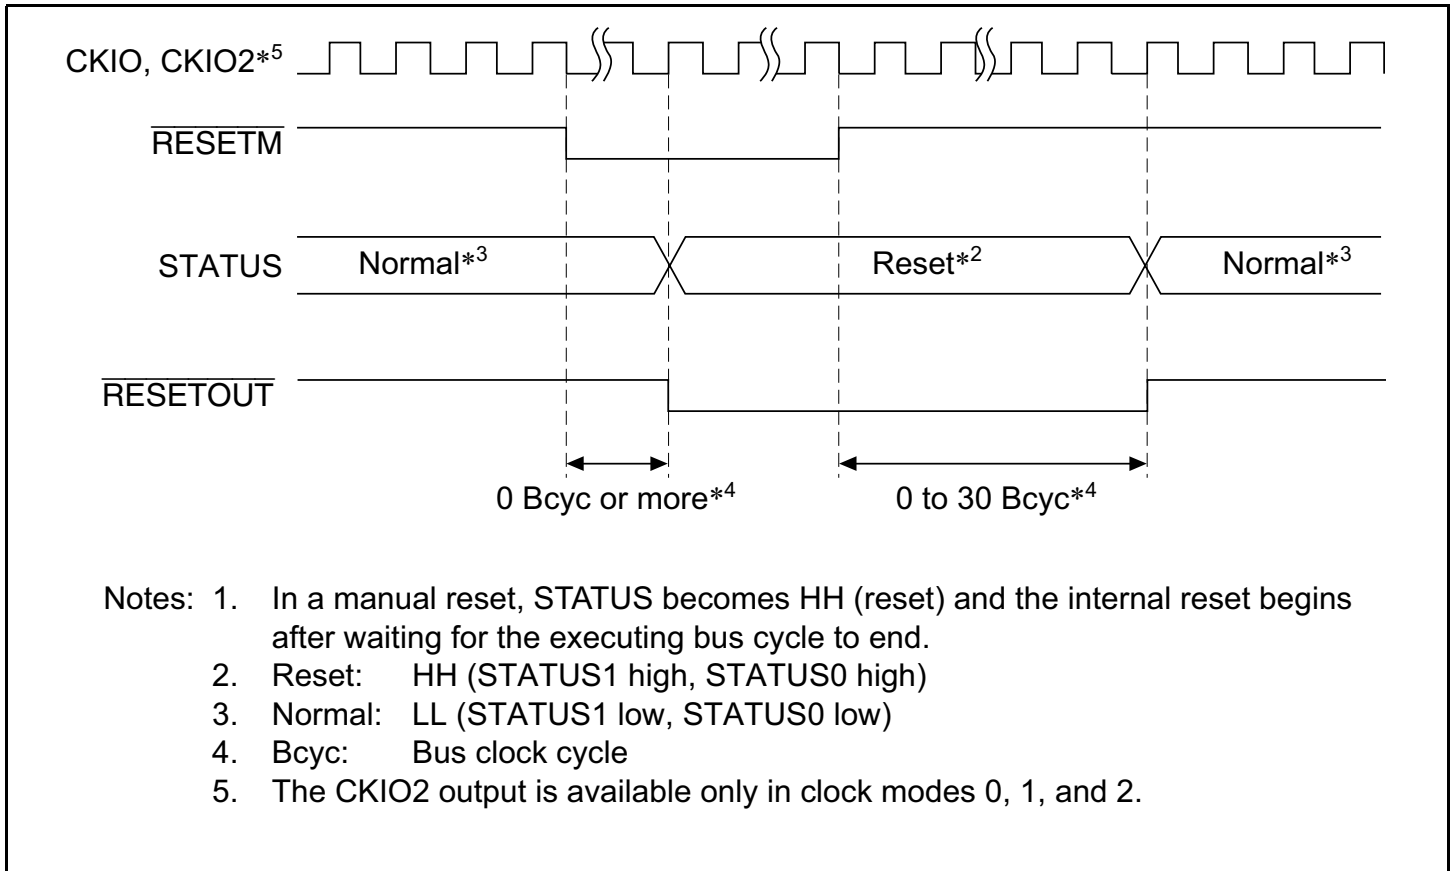 CKIO, CKIO2*5
RESETM
STATUS
Normal*3
Reset*2
Normal*3
RESETOUT
0 Bcyc or more*4
0 to 30 Bcyc*4
Notes: 1. In a manual reset, STATUS becomes HH (reset) and the internal reset begins
after waiting for the executing bus cycle to end.
2. Reset: HH (STATUS1 high, STATUS0 high)
3. Normal: LL (STATUS1 low, STATUS0 low)
4. Bcyc: Bus clock cycle
5. The CKIO2 output is available only in clock modes 0, 1, and 2.